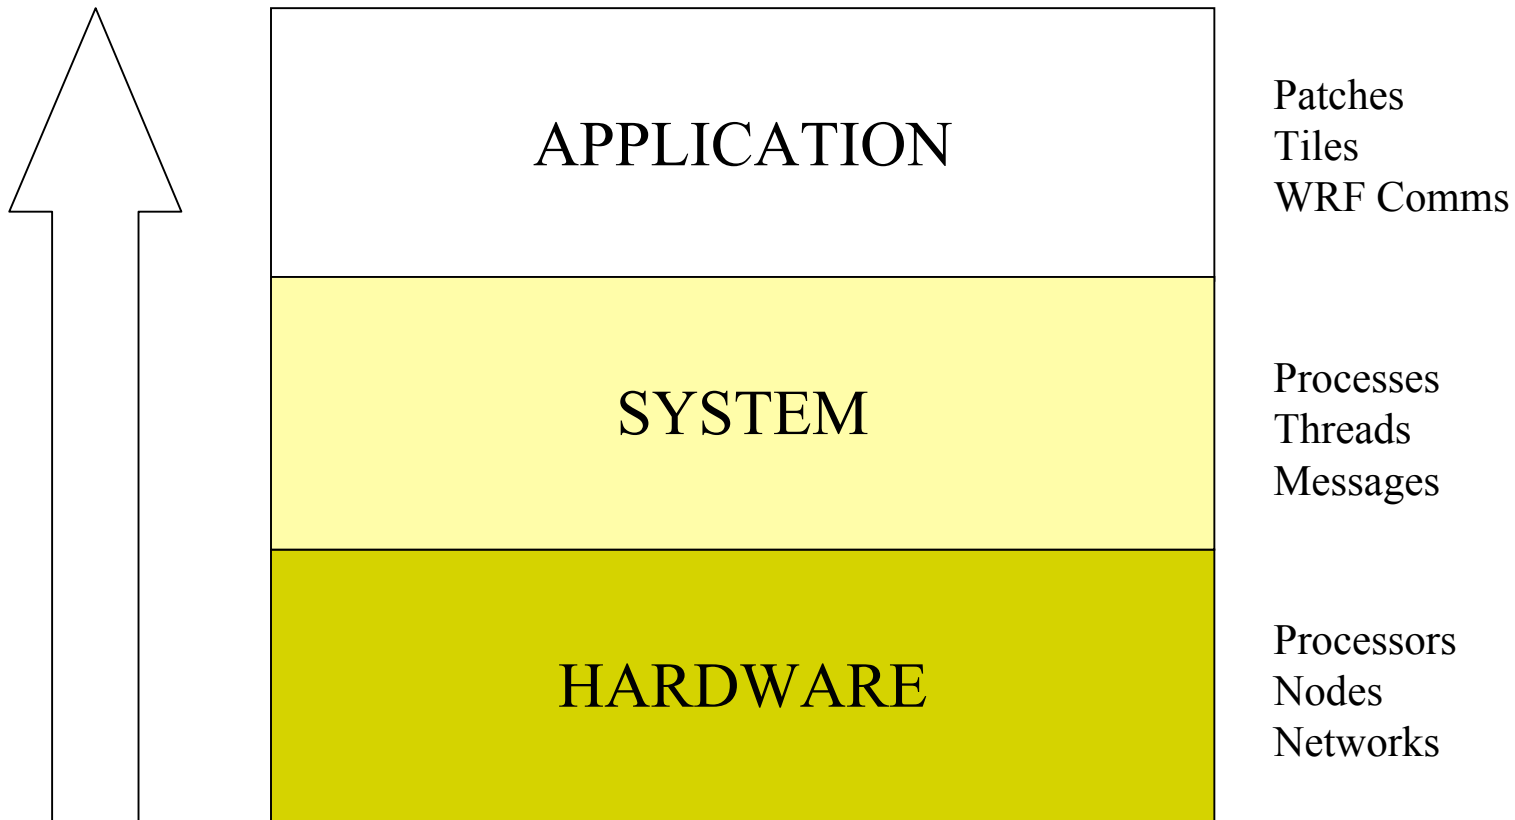 APPLICATION
Patches
Tiles
WRF Comms
SYSTEM
Processes
Threads
Messages
HARDWARE
Processors
Nodes
Networks